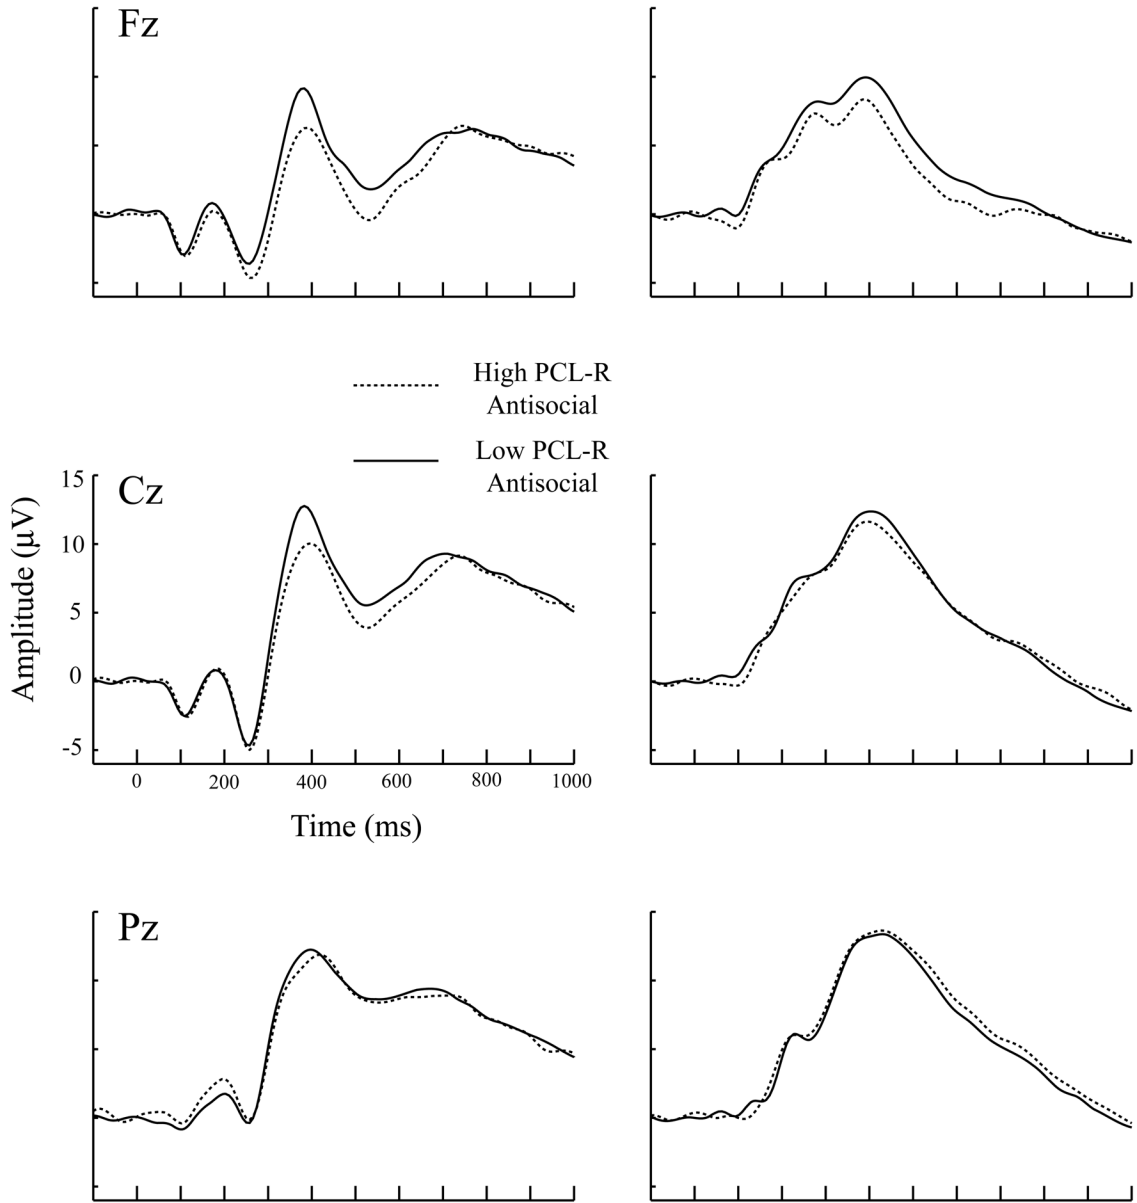 Fz
High PCL-R
Antisocial
Low PCL-R
Antisocial
Cz
Amplitude (μV)
15
10
5
0
-5
0 200 400 600 800 1000
Time (ms)
Pz